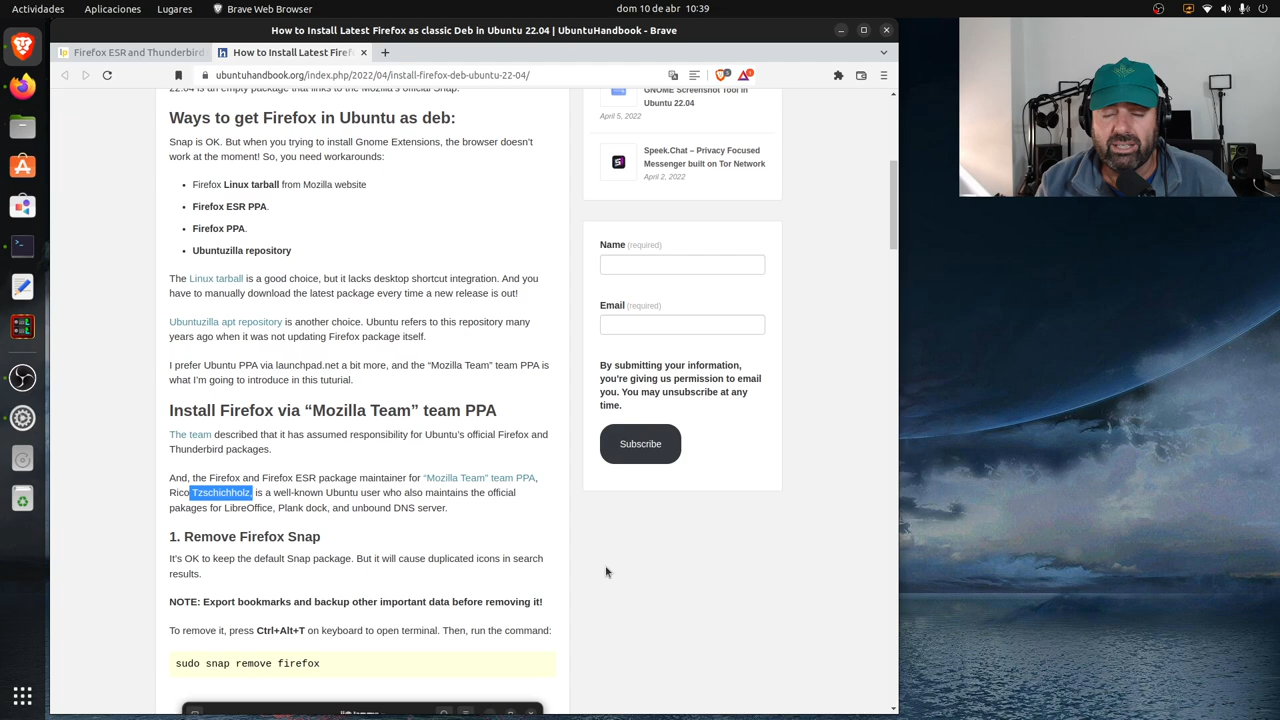 Actividades
Aplicaciones
Lugares
dom 10 de abr 10:39
How to Install Latest Firefox as classic Deb in Ubuntu 22.04 | UbuntuHandbook - Brave
Firefox ESR and Thunderbird
How to Install Latest Firef
ubuntuhandbook.org/index.php/2022/04/install-firefox-deb-ubuntu-22-04/
22.04 is an empty package that links to the Mozilla's official Snap.
Ways to get Firefox in Ubuntu as deb:
Snap is OK. But when you trying to install Gnome Extensions, the browser doesn't
work at the moment! So, you need workarounds:
• Firefox Linux tarball from Mozilla website
• Firefox ESR PPA.
• Firefox PPA.
• Ubuntuzilla repository
The Linux tarball is a good choice, but it lacks desktop shortcut integration. And you
have to manually download the latest package every time a new release is out!
Ubuntuzilla apt repository is another choice. Ubuntu refers to this repository many
years ago when it was not updating Firefox package itself.
I prefer Ubuntu PPA via launchpad.net a bit more, and the “Mozilla Team” team PPA is
what I'm going to introduce in this tuturial.
Install Firefox via “Mozilla Team” team PPA
The team described that it has assumed responsibility for Ubuntu's official Firefox and
Thunderbird packages.
And, the Firefox and Firefox ESR package maintainer for “Mozilla Team” team PPA,
Rico Tzschichholz, is a well-known Ubuntu user who also maintains the official
pakages for LibreOffice, Plank dock, and unbound DNS server.
1. Remove Firefox Snap
It's OK to keep the default Snap package. But it will cause duplicated icons in search
results.
NOTE: Export bookmarks and backup other important data before removing it!
To remove it, press Ctrl+Alt+T on keyboard to open terminal. Then, run the command:
sudo snap remove firefox
GNOME Screenshot Tool in
Ubuntu 22.04
April 5, 2022
Speek.Chat – Privacy Focused
Messenger built on Tor Network
April 2, 2022
Name (required)
Email (required)
By submitting your information,
you're giving us permission to email
you. You may unsubscribe at any
time.
Subscribe